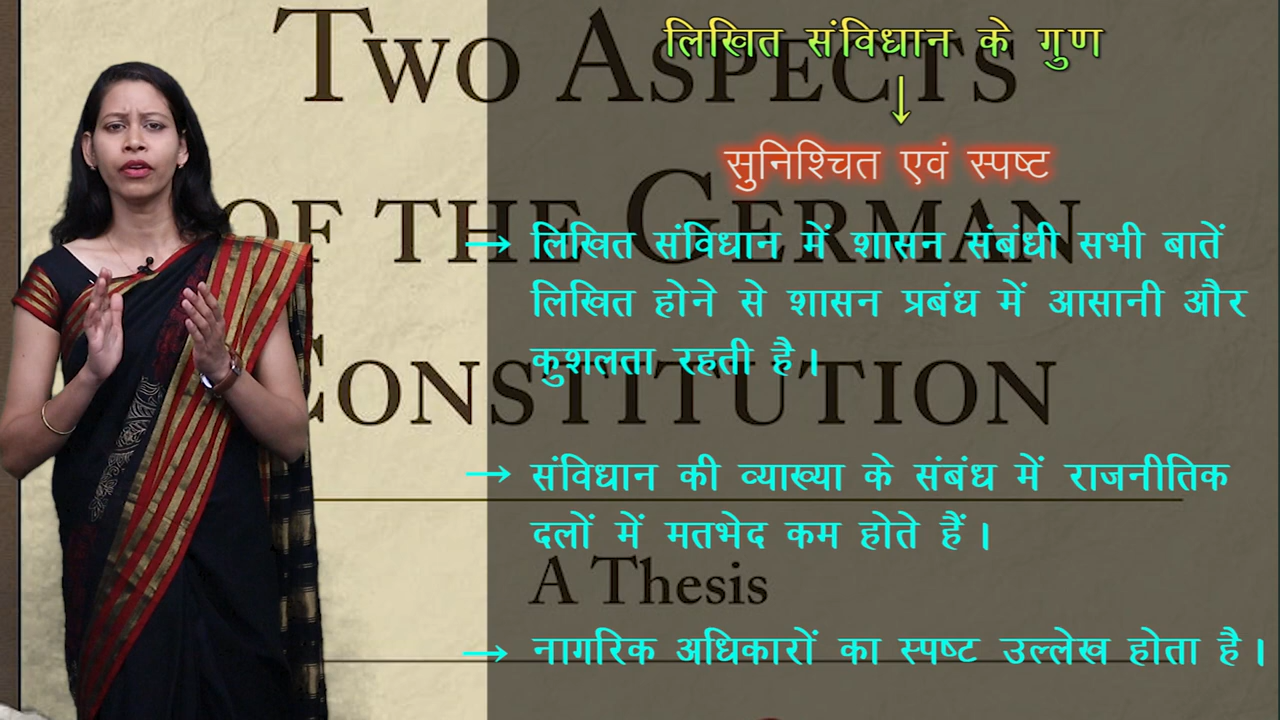 Two Aspects
of the German
Constitution
A Thesis
लिखित संविधान के गुण
↓
सुनिश्चित एवं स्पष्ट
→ लिखित संविधान में शासन संबंधी सभी बातें
लिखित होने से शासन प्रबंध में आसानी और
कुशलता रहती है।
→ संविधान की व्याख्या के संबंध में राजनीतिक
दलों में मतभेद कम होते हैं।
→ नागरिक अधिकारों का स्पष्ट उल्लेख होता है।